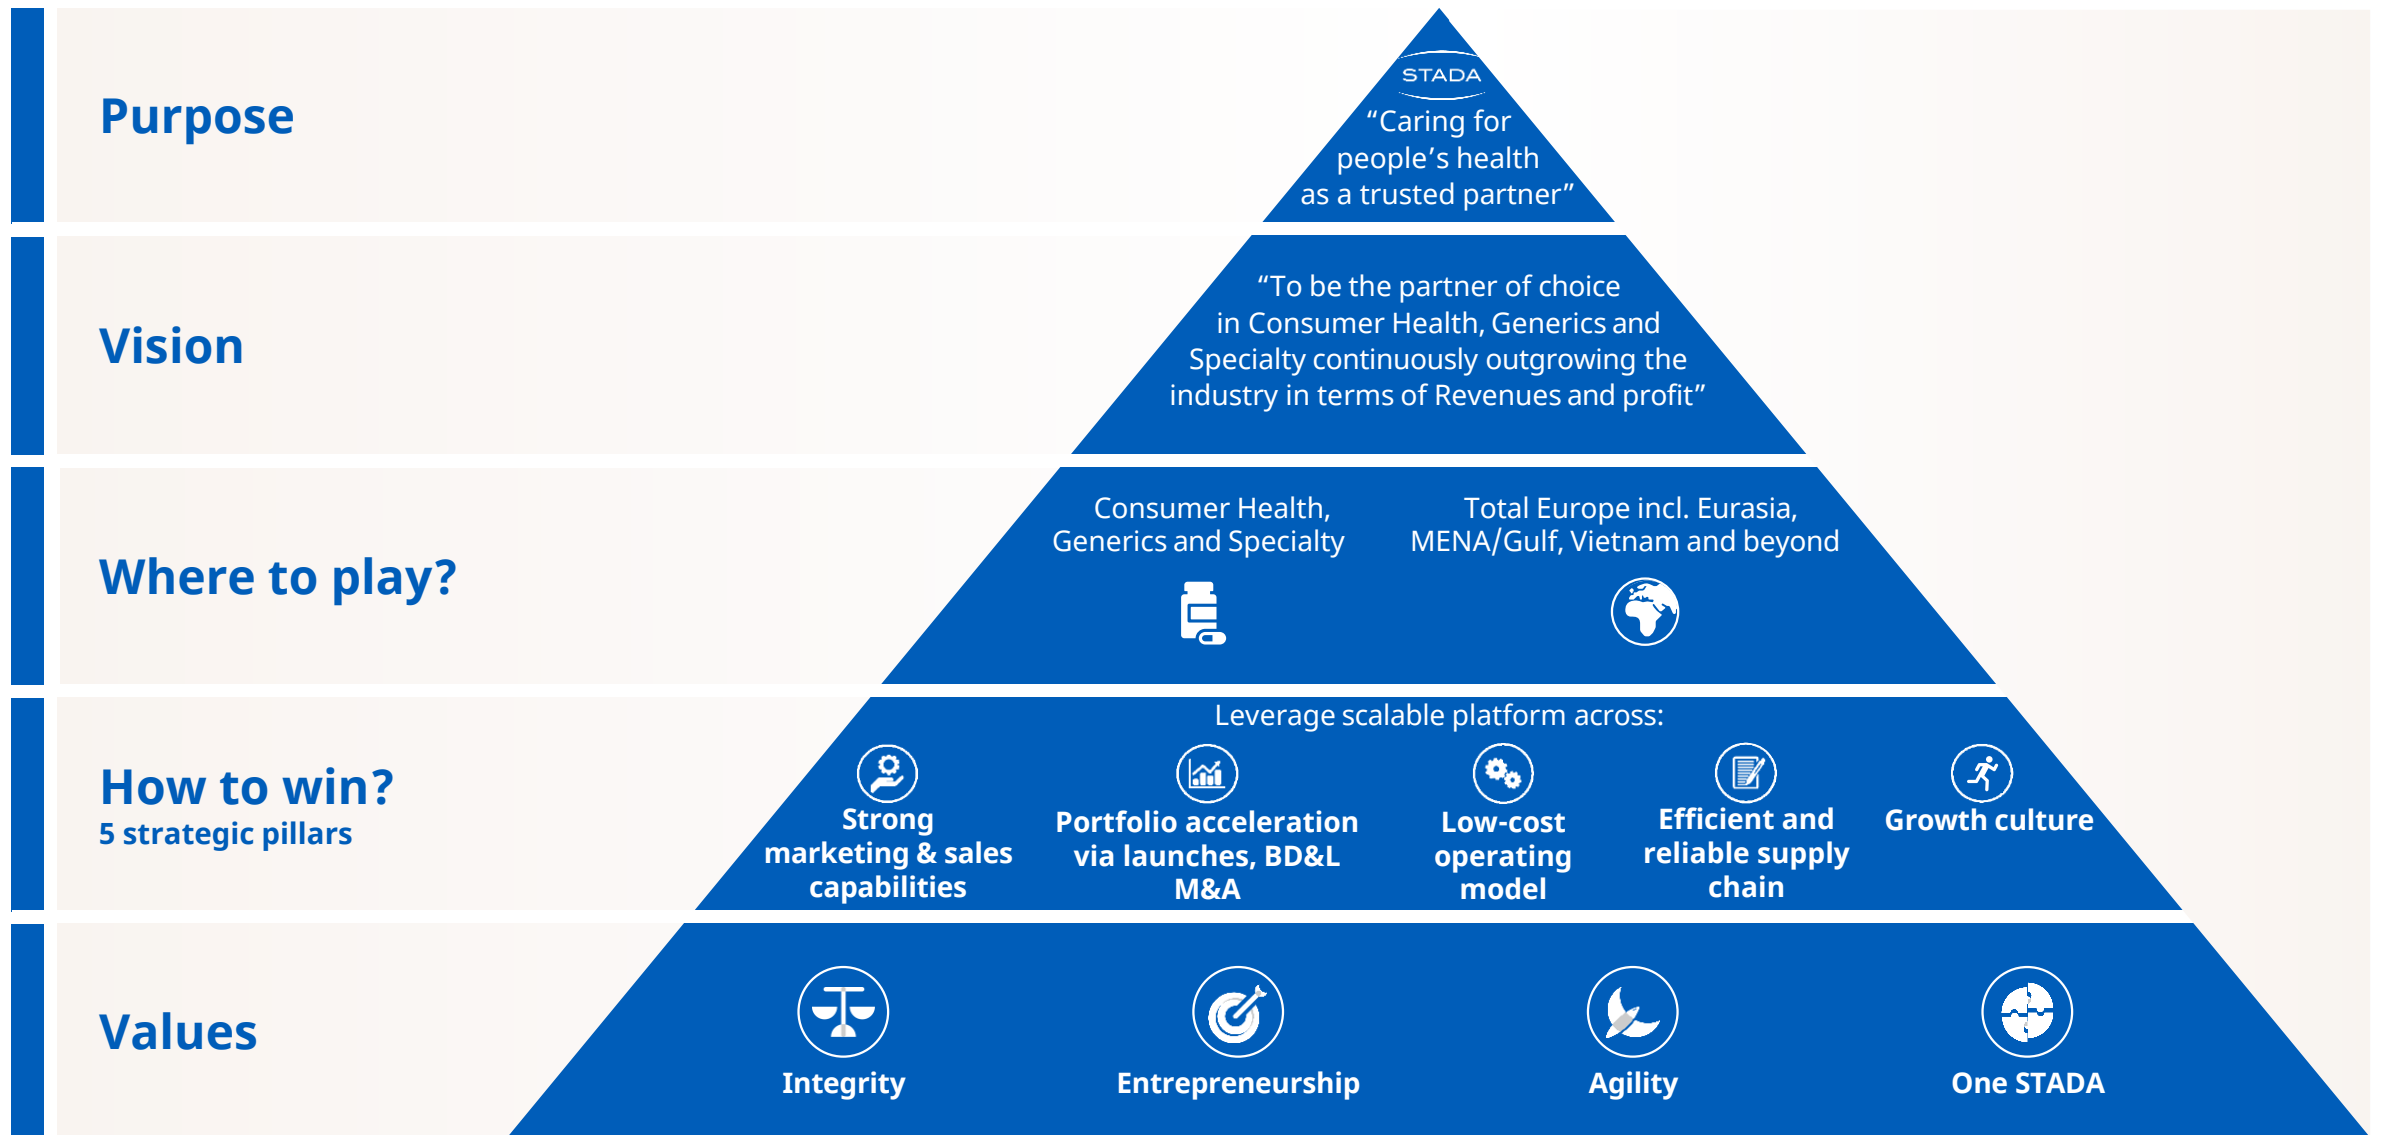 Purpose
STADA
“Caring for
people’s health
as a trusted partner”
Vision
“To be the partner of choice
in Consumer Health, Generics and
Specialty continuously outgrowing the
industry in terms of Revenues and profit”
Where to play?
Consumer Health,
Generics and Specialty
Total Europe incl. Eurasia,
MENA/Gulf, Vietnam and beyond
How to win?
5 strategic pillars
Leverage scalable platform across:
Strong
marketing & sales
capabilities
Portfolio acceleration
via launches, BD&L
M&A
Low-cost
operating
model
Efficient and
reliable supply
chain
Growth culture
Values
Integrity
Entrepreneurship
Agility
One STADA